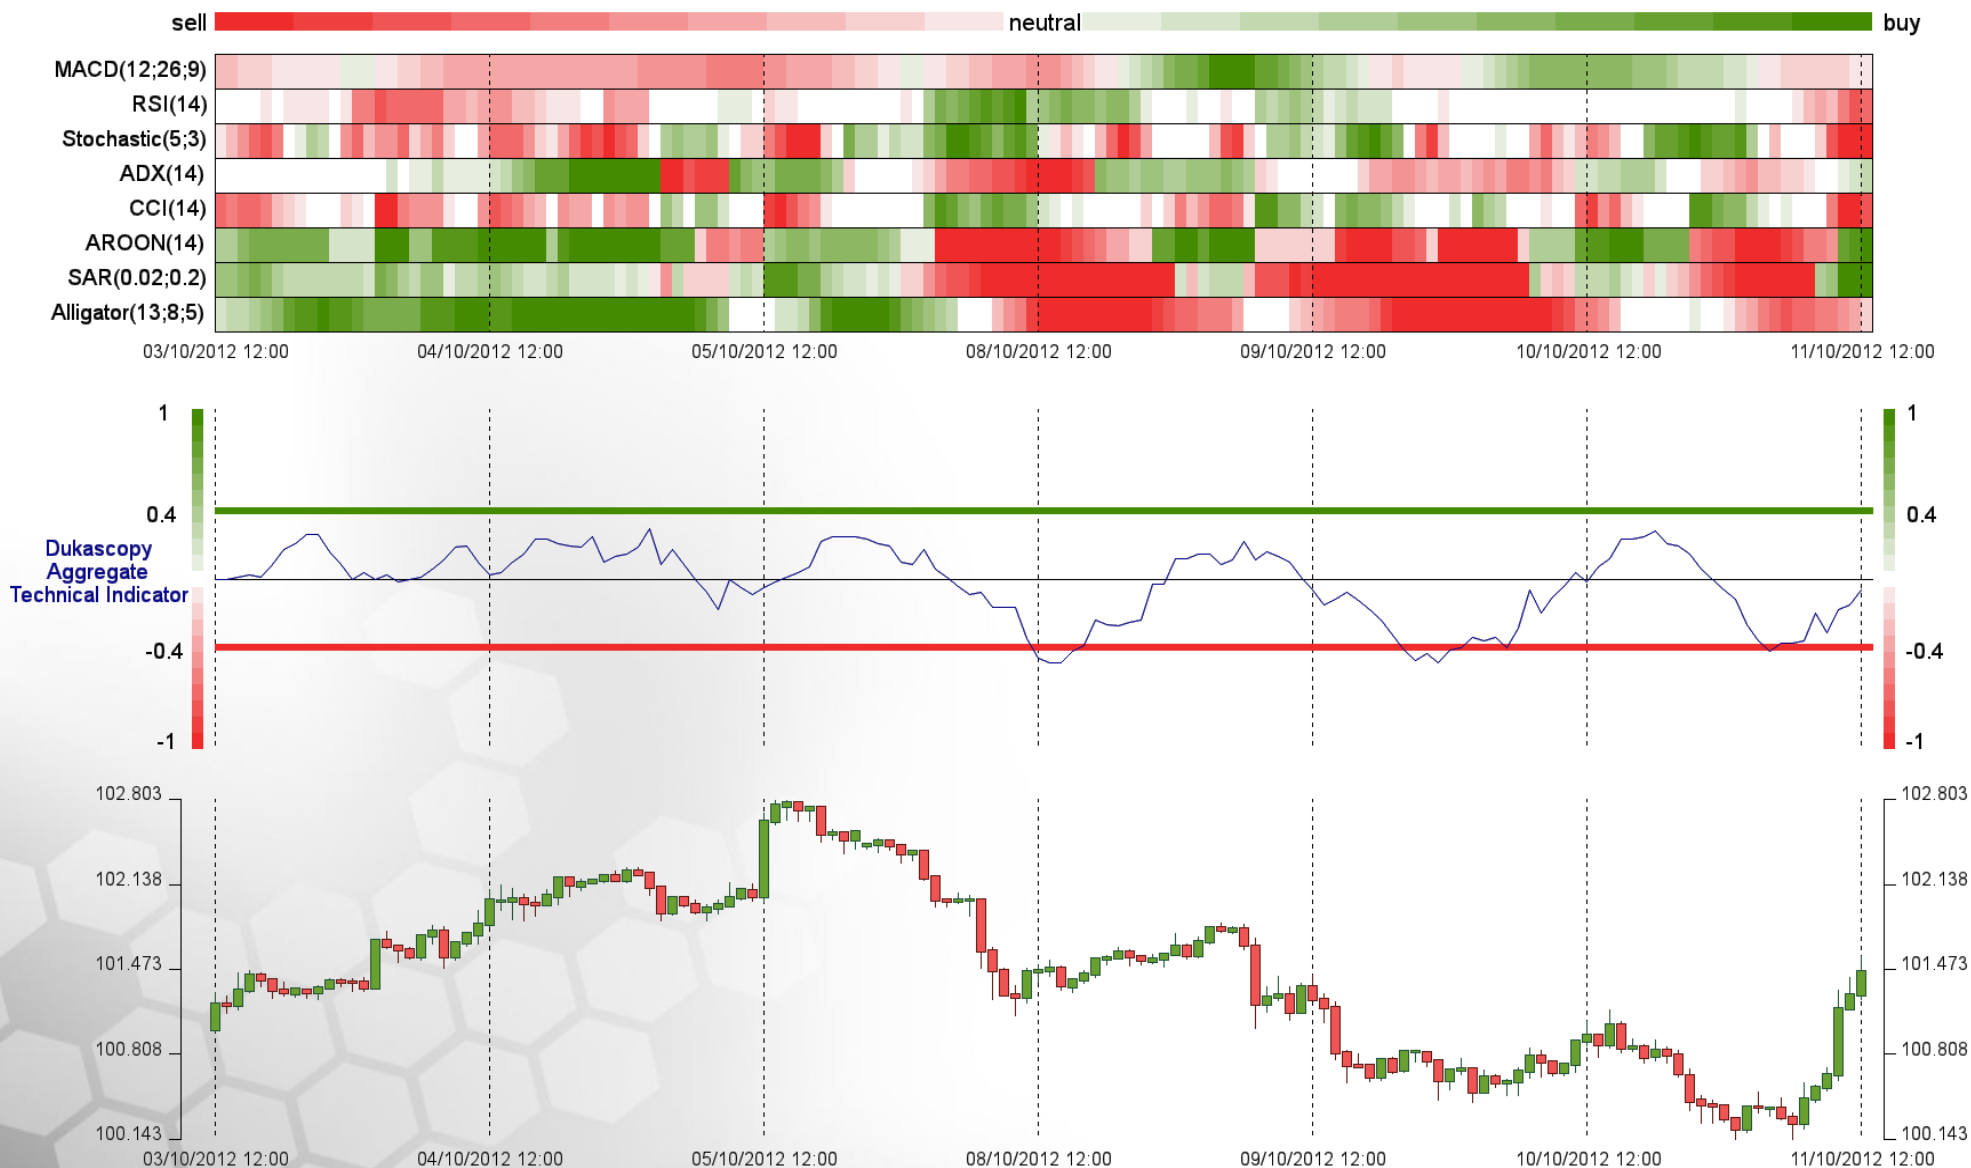 sell neutral buy
MACD(12;26;9)
RSI(14)
Stochastic(5;3)
ADX(14)
CCI(14)
AROON(14)
SAR(0.02;0.2)
Alligator(13;8;5)
03/10/2012 12:00 04/10/2012 12:00 05/10/2012 12:00 08/10/2012 12:00 09/10/2012 12:00 10/10/2012 12:00 11/10/2012 12:00
1 1
0.4 0.4
Dukascopy
Aggregate
Technical Indicator
-0.4 -0.4
-1 -1
102.803 102.803
102.138 102.138
101.473 101.473
100.808 100.808
100.143 100.143
03/10/2012 12:00 04/10/2012 12:00 05/10/2012 12:00 08/10/2012 12:00 09/10/2012 12:00 10/10/2012 12:00 11/10/2012 12:00